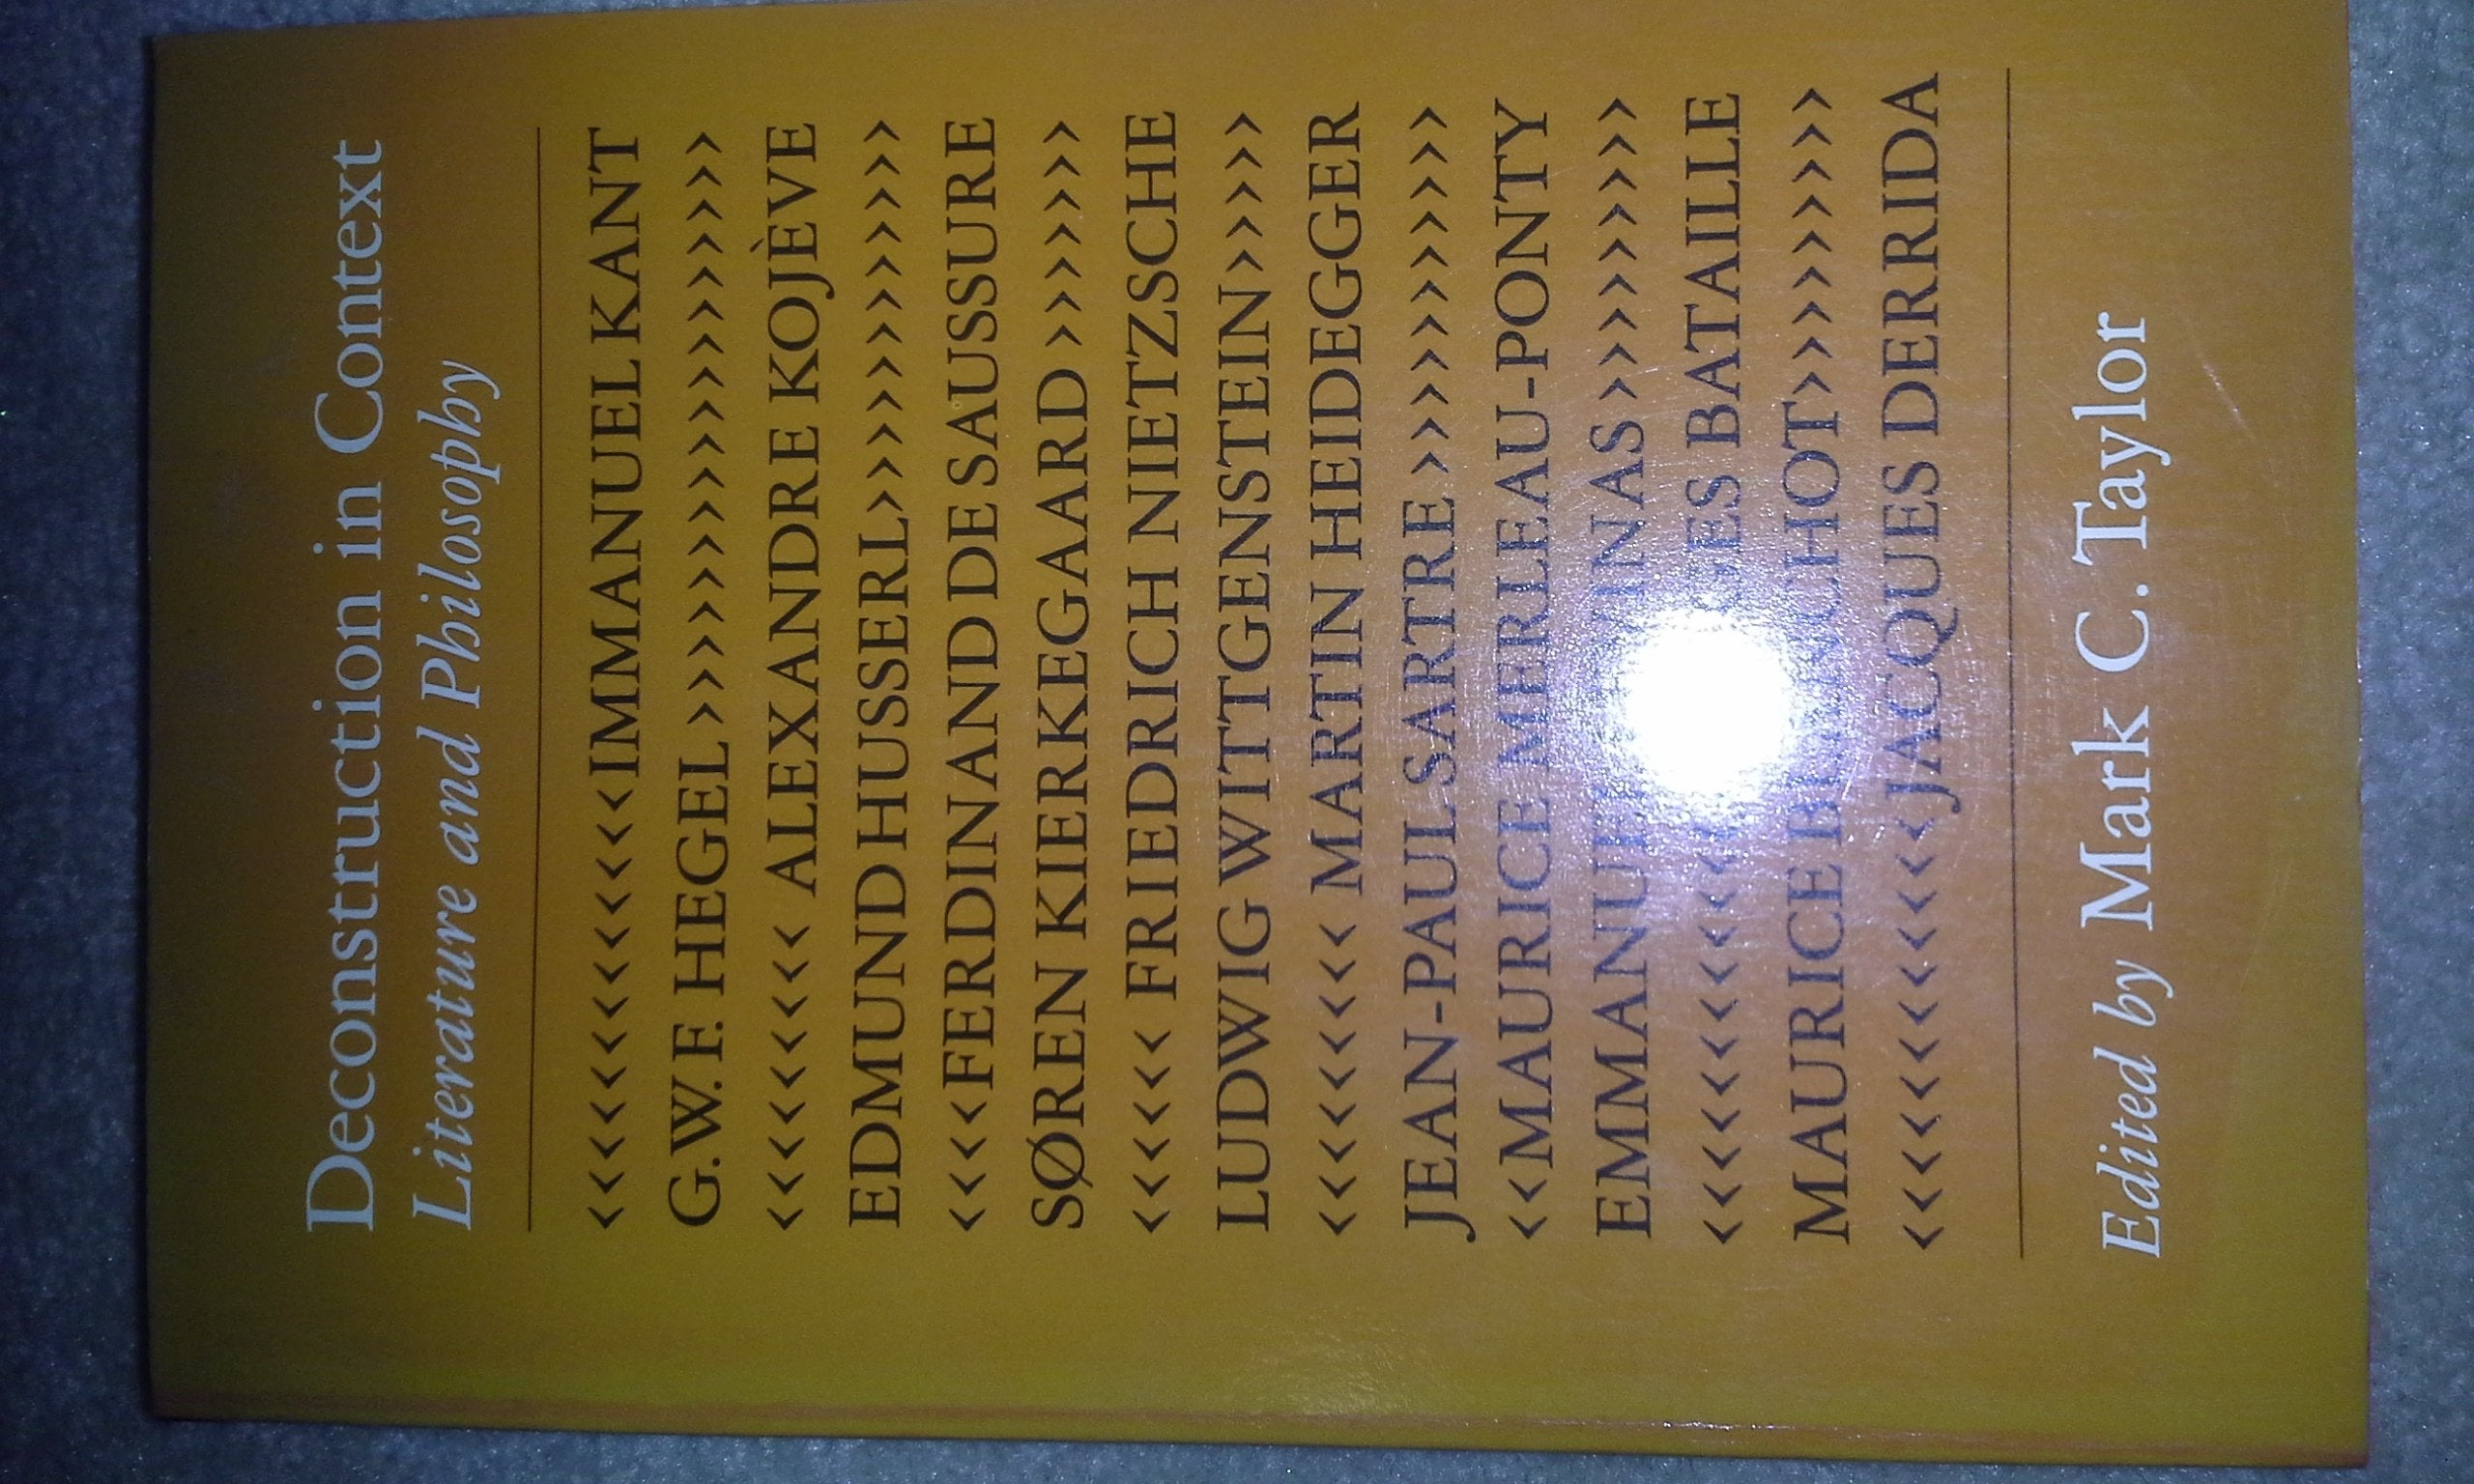 Deconstruction in Context
Literature and Philosophy
IMMANUEL KANT
G.W.F. HEGEL
ALEXANDRE KOJÈVE
EDMUND HUSSERL
FERDINAND DE SAUSSURE
SØREN KIERKEGAARD
FRIEDRICH NIETZSCHE
LUDWIG WITTGENSTEIN
MARTIN HEIDEGGER
JEAN-PAUL SARTRE
MAURICE MERLEAU-PONTY
EMMANUEL
BATAILLE
MAURICE BLANCHOT
JACQUES DERRIDA
Edited by Mark C. Taylor